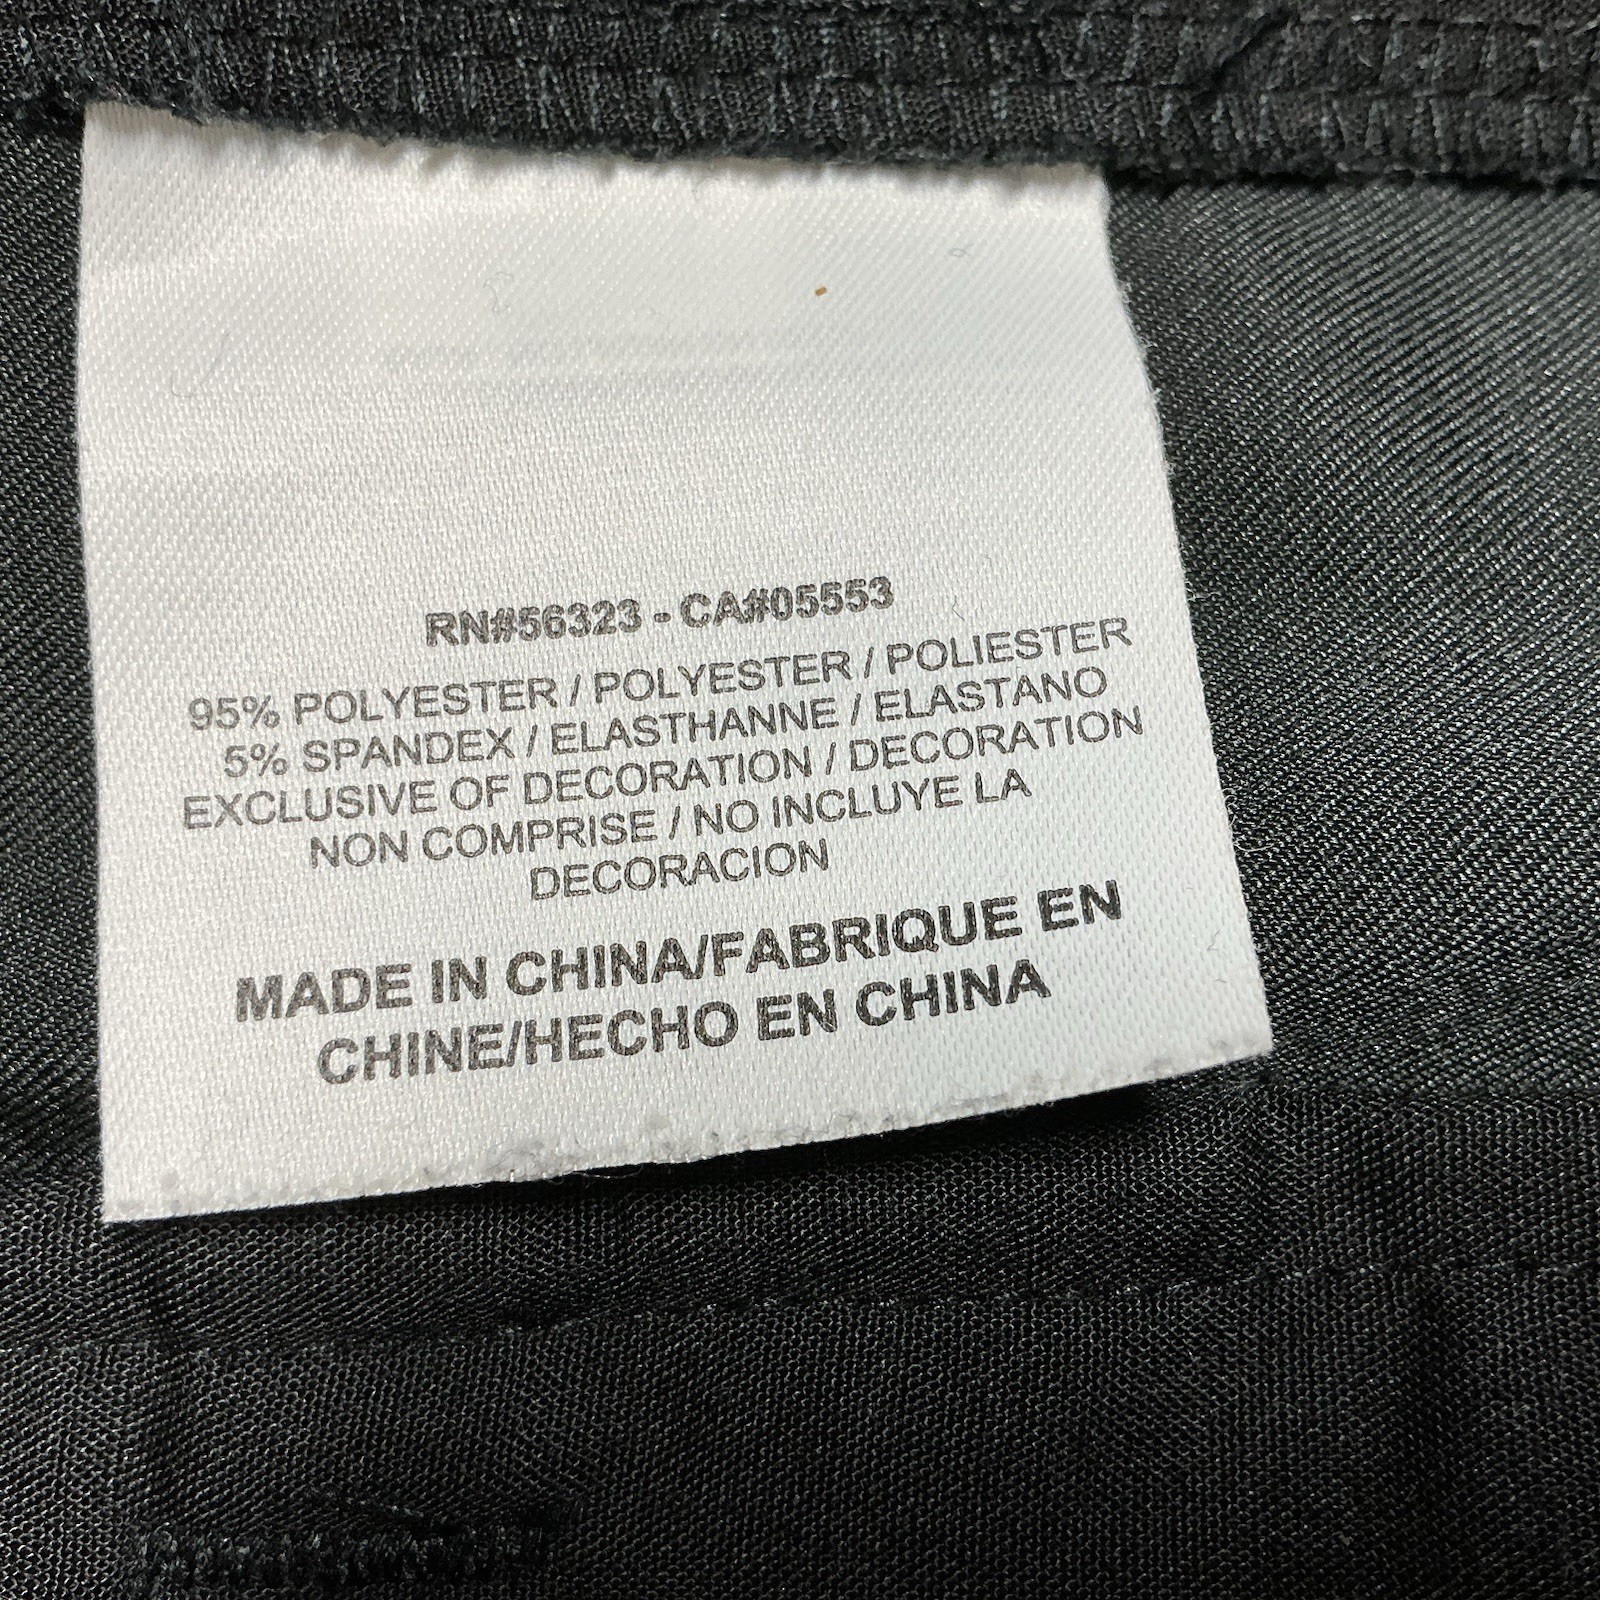 RN#56323 - CA#05553
95% POLYESTER / POLYESTER / POLIESTER
5% SPANDEX / ELASTHANNE / ELASTANO
EXCLUSIVE OF DECORATION / DECORATION
NON COMPRISE / NO INCLUYE LA
DECORACION
MADE IN CHINA/FABRIQUE EN
CHINE/HECHO EN CHINA